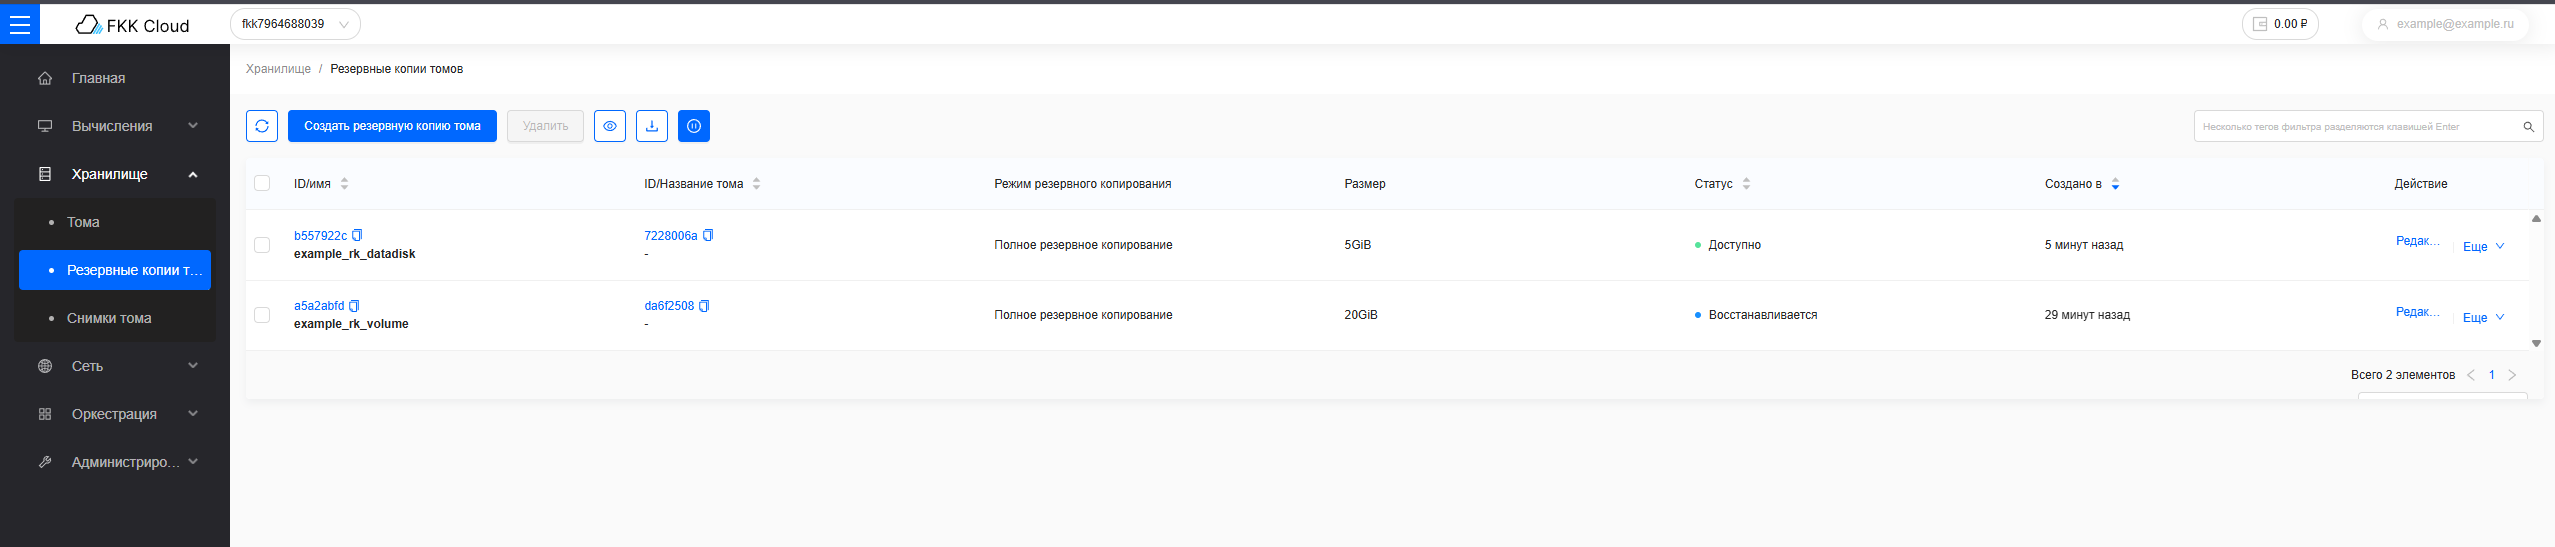 FKK Cloud
fkk7964688039
0.00 ₽
example@example.ru
Главная
Вычисления
Хранилище
Тома
Резервные копии т...
Снимки тома
Сеть
Оркестрация
Администриро...
Хранилище / Резервные копии томов
Создать резервную копию тома
Удалить
Несколько тегов фильтра разделяются клавишей Enter
ID/имя
ID/Название тома
Режим резервного копирования
Размер
Статус
Создано в
Действие
b557922c
example_rk_datadisk
7228006a
-
Полное резервное копирование
5GiB
Доступно
5 минут назад
Редак...
Еще
a5a2abfd
example_rk_volume
da6f2508
-
Полное резервное копирование
20GiB
Восстанавливается
29 минут назад
Редак...
Еще
Всего 2 элементов
1